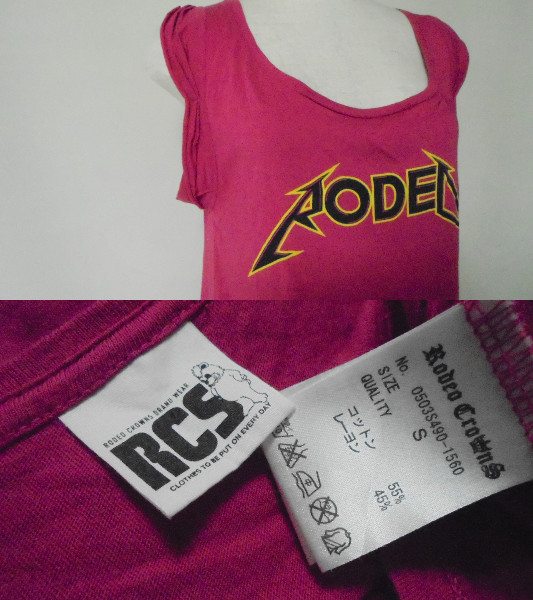 RODEO
RODEO CROWNS BRAND WEAR
RCS
CLOTHES TO BE PUT ON EVERY DAY
Rodeo Crowns
No. 0503S490-1560
SIZE S
QUALITY
コットン 55%
レーヨン 45%